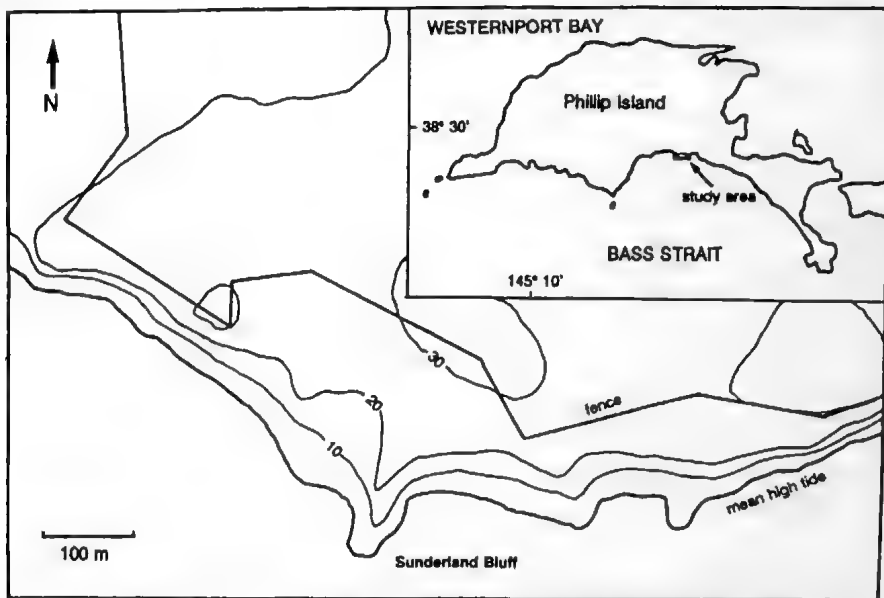 WESTERNPORT BAY
N
Phillip Island
38° 30'
study area
BASS STRAIT
145° 10'
30
fence
20
10
mean high tide
100 m
Sunderland Bluff